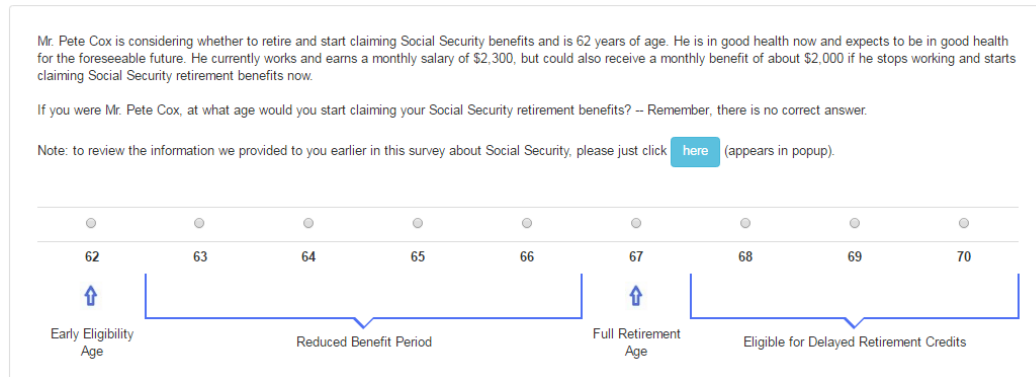 Mr. Pete Cox is considering whether to retire and start claiming Social Security benefits and is 62 years of age. He is in good health now and expects to be in good health
for the foreseeable future. He currently works and earns a monthly salary of $2,300, but could also receive a monthly benefit of about $2,000 if he stops working and starts
claiming Social Security retirement benefits now.
If you were Mr. Pete Cox, at what age would you start claiming your Social Security retirement benefits? -- Remember, there is no correct answer.
Note: to review the information we provided to you earlier in this survey about Social Security, please just click here (appears in popup).
62 63 64 65 66 67 68 69 70
Early Eligibility
Age
Reduced Benefit Period
Full Retirement
Age
Eligible for Delayed Retirement Credits